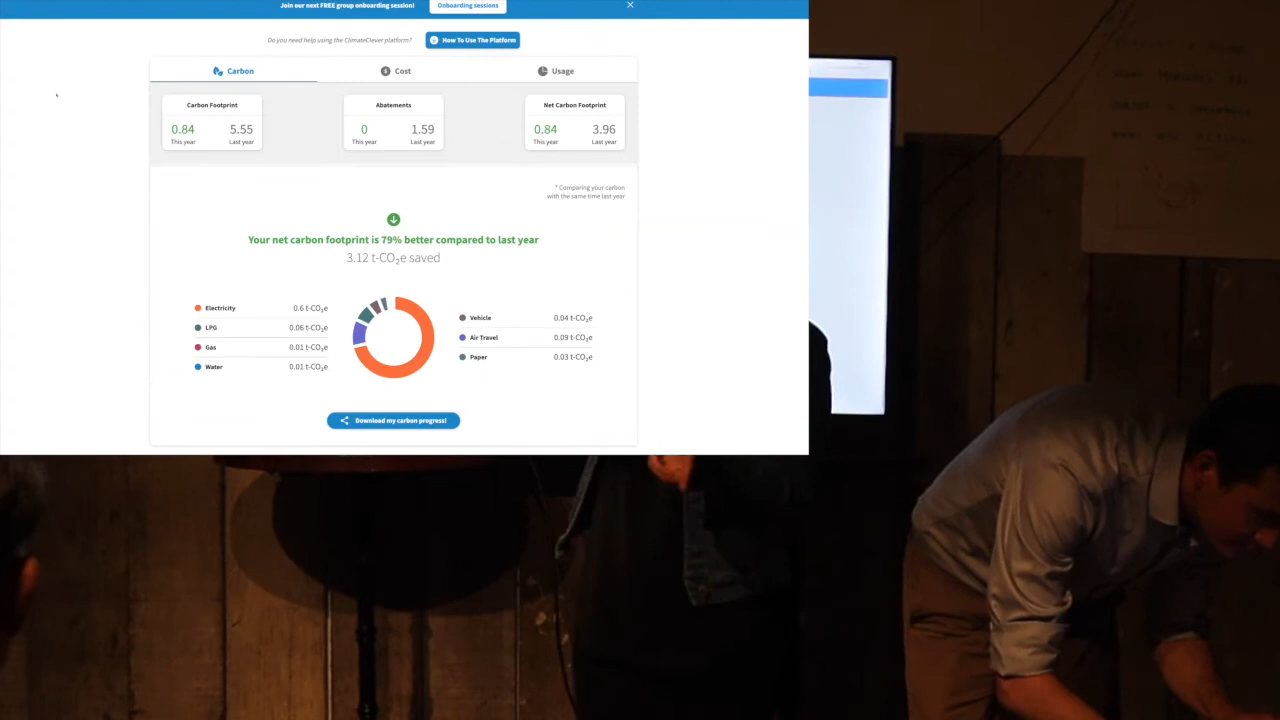 Join our next FREE group onboarding session! Onboarding sessions
Do you need help using the ClimateClever platform? How To Use The Platform
Carbon Cost Usage
Carbon Footprint
0.84 5.55
This year Last year
Abatements
0 1.59
This year Last year
Net Carbon Footprint
0.84 3.96
This year Last year
* Comparing your carbon
with the same time last year
Your net carbon footprint is 79% better compared to last year
3.12 t-CO₂e saved
Electricity 0.6 t-CO₂e
LPG 0.06 t-CO₂e
Gas 0.01 t-CO₂e
Water 0.01 t-CO₂e
Vehicle 0.04 t-CO₂e
Air Travel 0.09 t-CO₂e
Paper 0.03 t-CO₂e
Download my carbon progress!